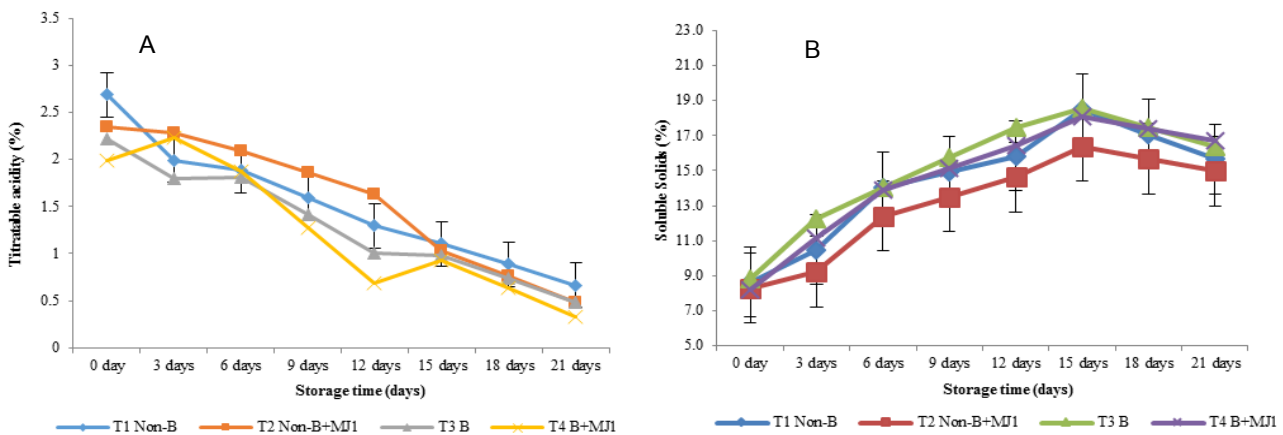 A
3.5
3
2.5
2
1.5
1
0.5
0
Titratable acidity (%)
0 day 3 days 6 days 9 days 12 days 15 days 18 days 21 days
Storage time (days)
T1 Non-B T2 Non-B+MJ1 T3 B T4 B+MJ1
B
23.0
21.0
19.0
17.0
15.0
13.0
11.0
9.0
7.0
5.0
Soluble Solids (%)
0 day 3 days 6 days 9 days 12 days 15 days 18 days 21 days
Storage time (days)
T1 Non-B T2 Non-B+MJ1 T3 B T4 B+MJ1